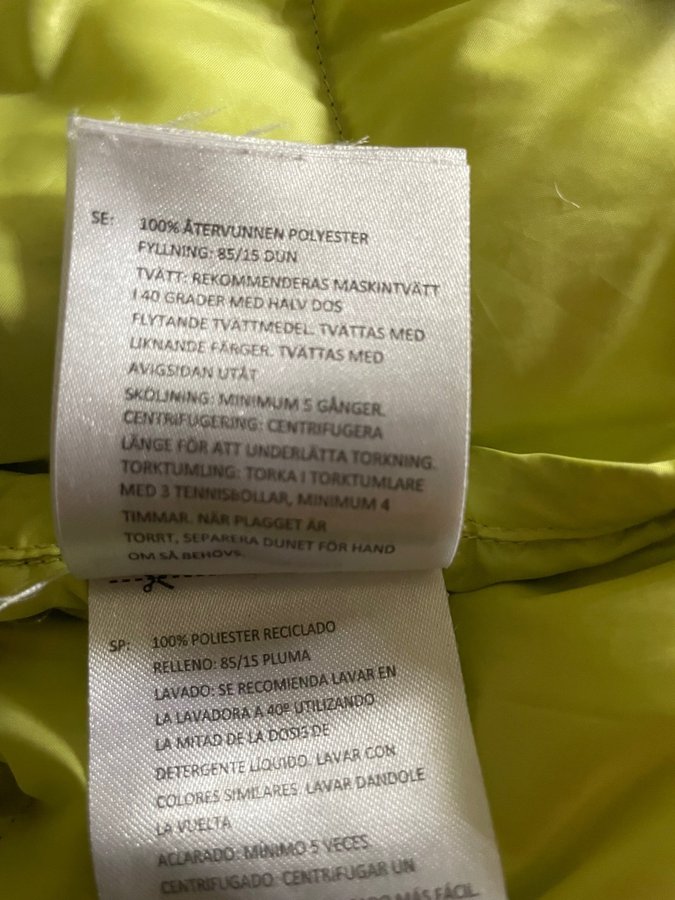 SE: 100% ÅTERVUNNEN POLYESTER
FYLLNING: 85/15 DUN
TVÄTT: REKOMMENDERAS MASKINTVÄTT
I 40 GRADER MED HALV DOS
FLYTANDE TVÄTTMEDEL. TVÄTTAS MED
LIKNANDE FÄRGER. TVÄTTAS MED
AVIGSIDAN UTÅT
SKÖLJNING: MINIMUM 5 GÅNGER.
CENTRIFUGERING: CENTRIFUGERA
LÄNGE FÖR ATT UNDERLÄTTA TORKNING.
TORKTUMLING: TORKA I TORKTUMLARE
MED 3 TENNISBOLLAR, MINIMUM 4
TIMMAR. NÄR PLAGGET ÄR
TORRT, SEPARERA DUNET FÖR HAND
OM SÅ BEHÖVS.
SP: 100% POLIESTER RECICLADO
RELLENO: 85/15 PLUMA
LAVADO: SE RECOMIENDA LAVAR EN
LA LAVADORA A 40º UTILIZANDO
LA MITAD DE LA DOSIS DE
DETERGENTE LÍQUIDO. LAVAR CON
COLORES SIMILARES. LAVAR DANDOLE
LA VUELTA
ACLARADO: MÍNIMO 5 VECES
CENTRIFUGADO: CENTRIFUGAR UN
MÁS FÁCIL.